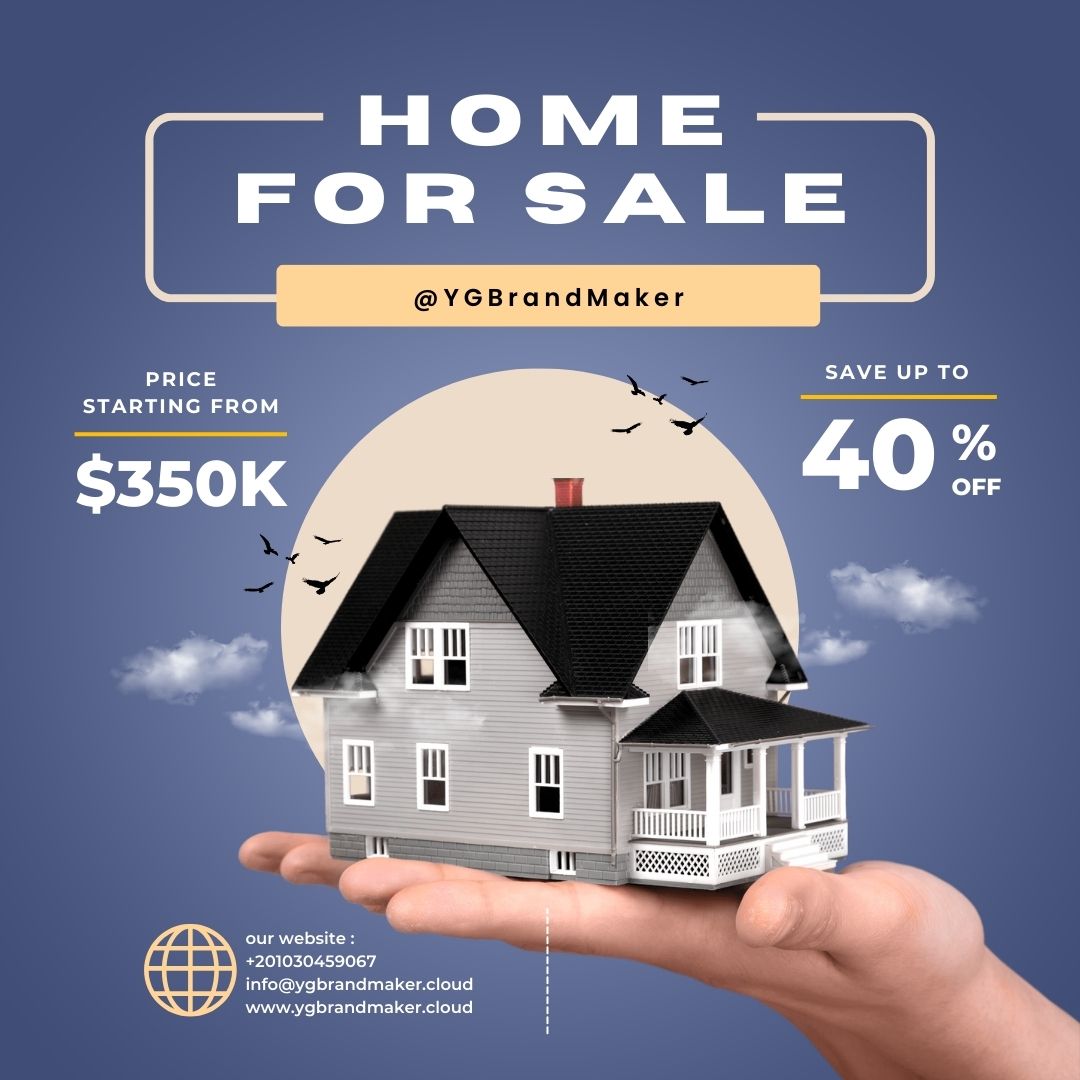 HOME
FOR SALE
@YGBrandMaker
PRICE
STARTING FROM
$350K
SAVE UP TO
40 %
OFF
our website :
+201030459067
info@ygbrandmaker.cloud
www.ygbrandmaker.cloud